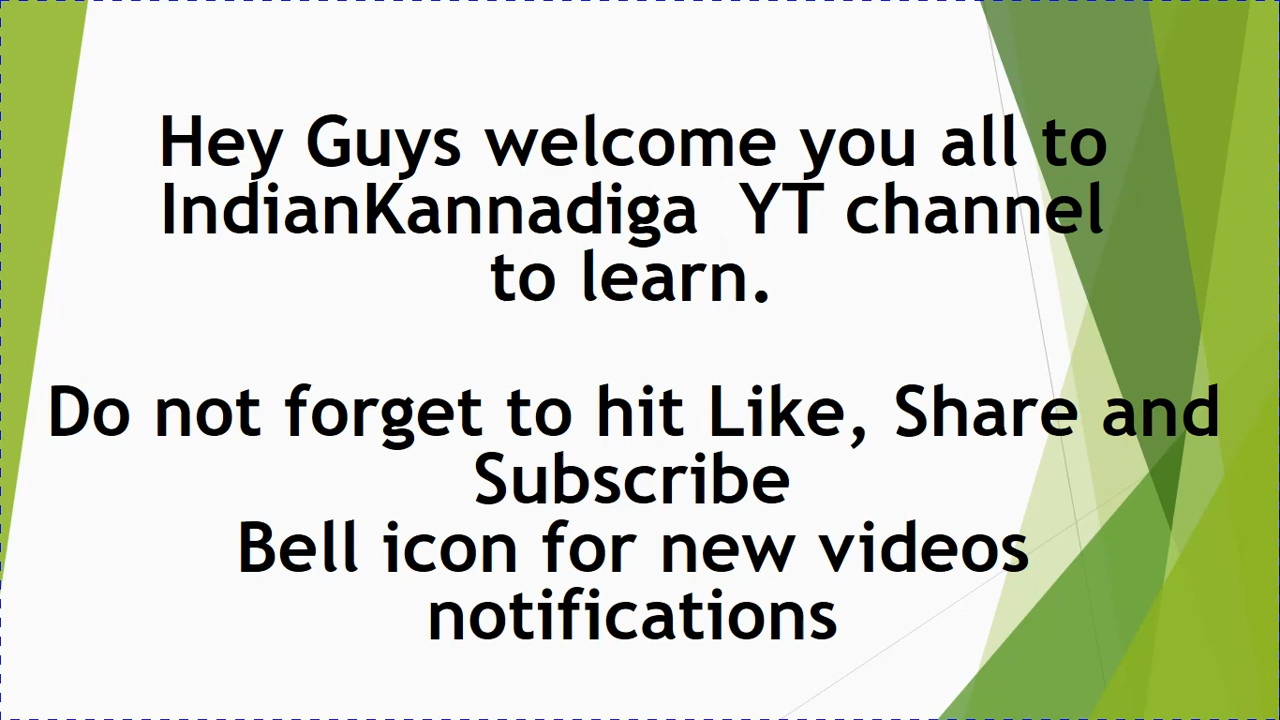 Hey Guys welcome you all to
IndianKannadiga YT channel
to learn.
Do not forget to hit Like, Share and
Subscribe
Bell icon for new videos
notifications